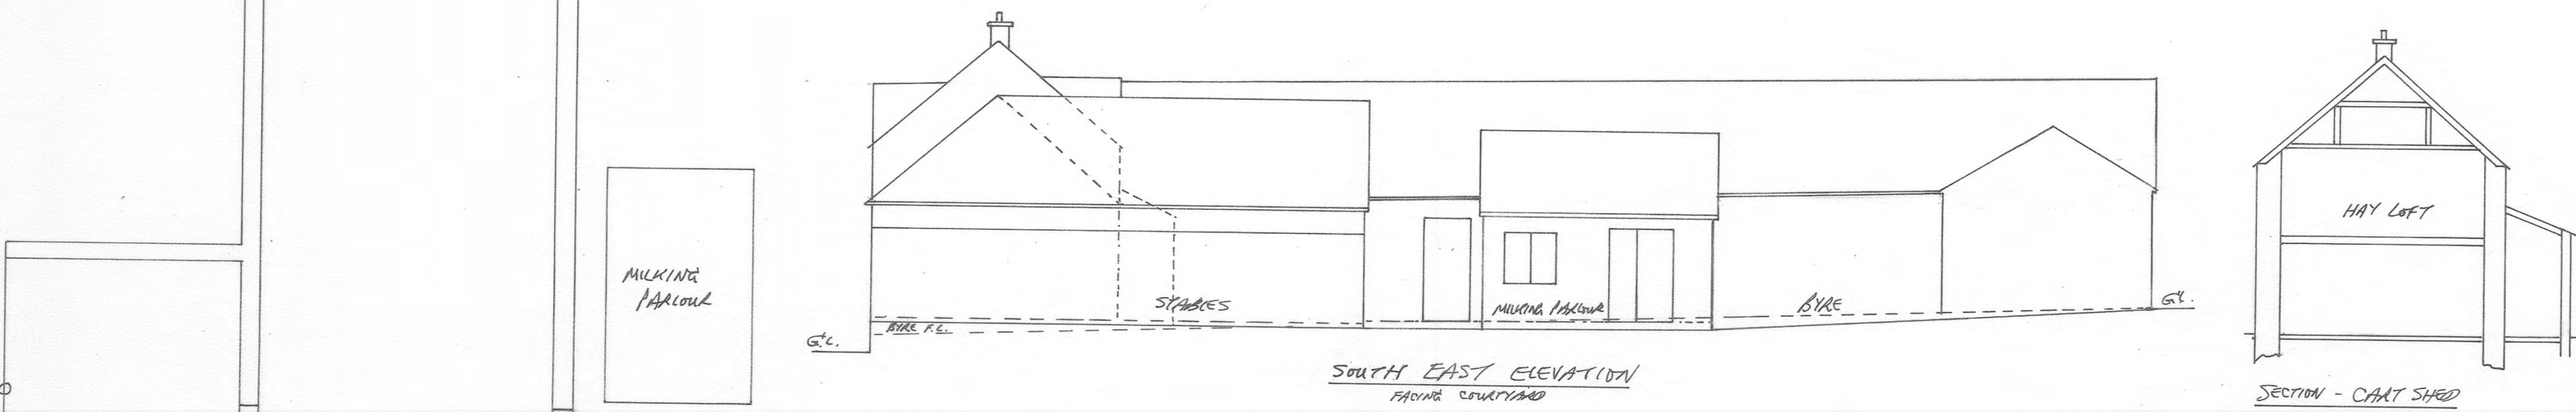 MILKING
PARLOUR
STABLES
BYRE F.L.
G.L.
MILKING PARLOUR
BYRE
G.L.
SOUTH EAST ELEVATION
FACING COURTYARD
HAY LOFT
SECTION - CART SHED